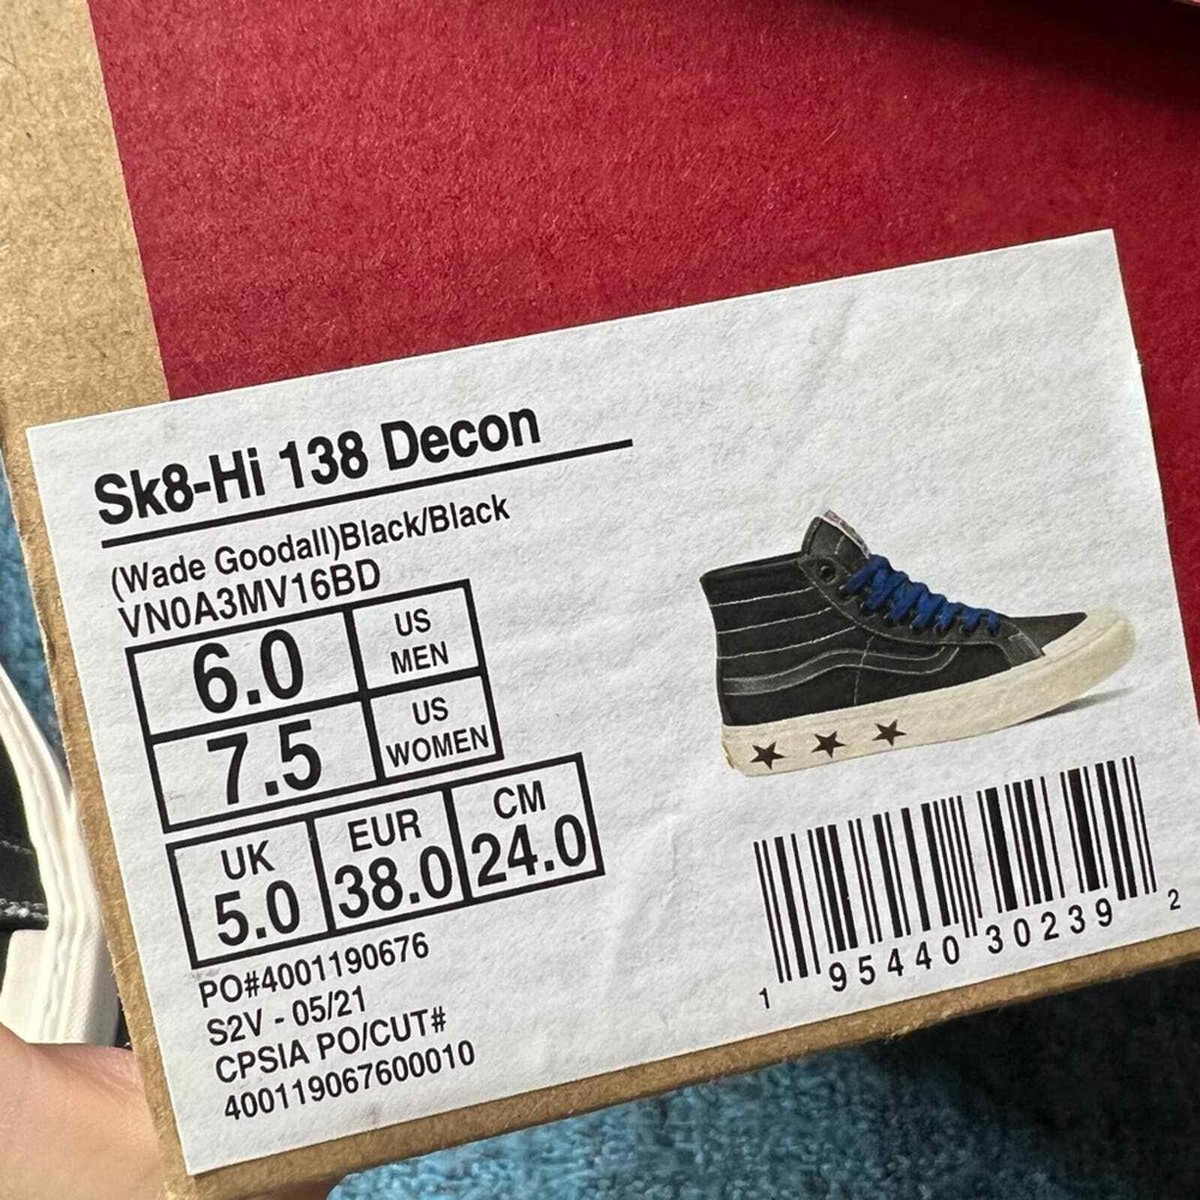 Sk8-Hi 138 Decon
(Wade Goodall)Black/Black
VN0A3MV16BD
6.0 US MEN
7.5 US WOMEN
UK EUR CM
5.0 38.0 24.0
PO#4001190676
S2V - 05/21
CPSIA PO/CUT#
400119067600010
1 95440 30239 2